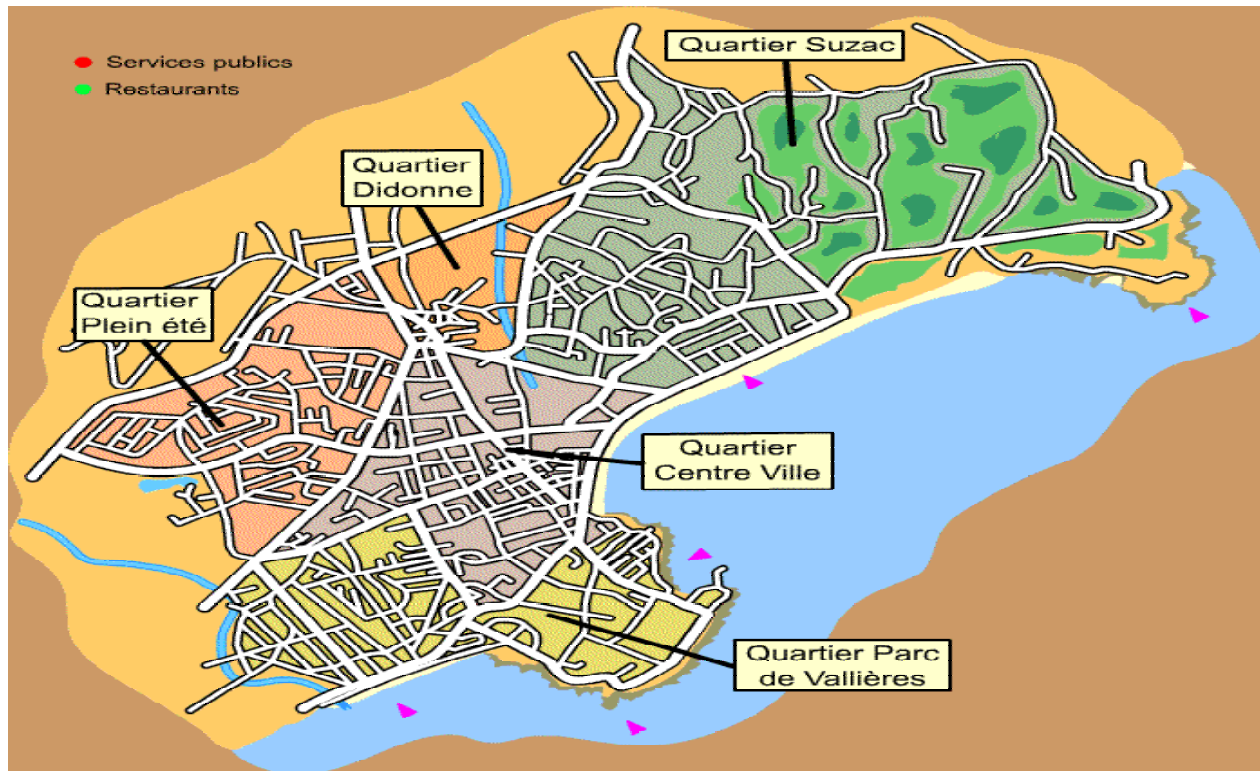 Quartier Suzac
Services publics
Restaurants
Quartier
Didonne
Quartier
Plein été
Quartier
Centre Ville
Quartier Parc
de Vallières